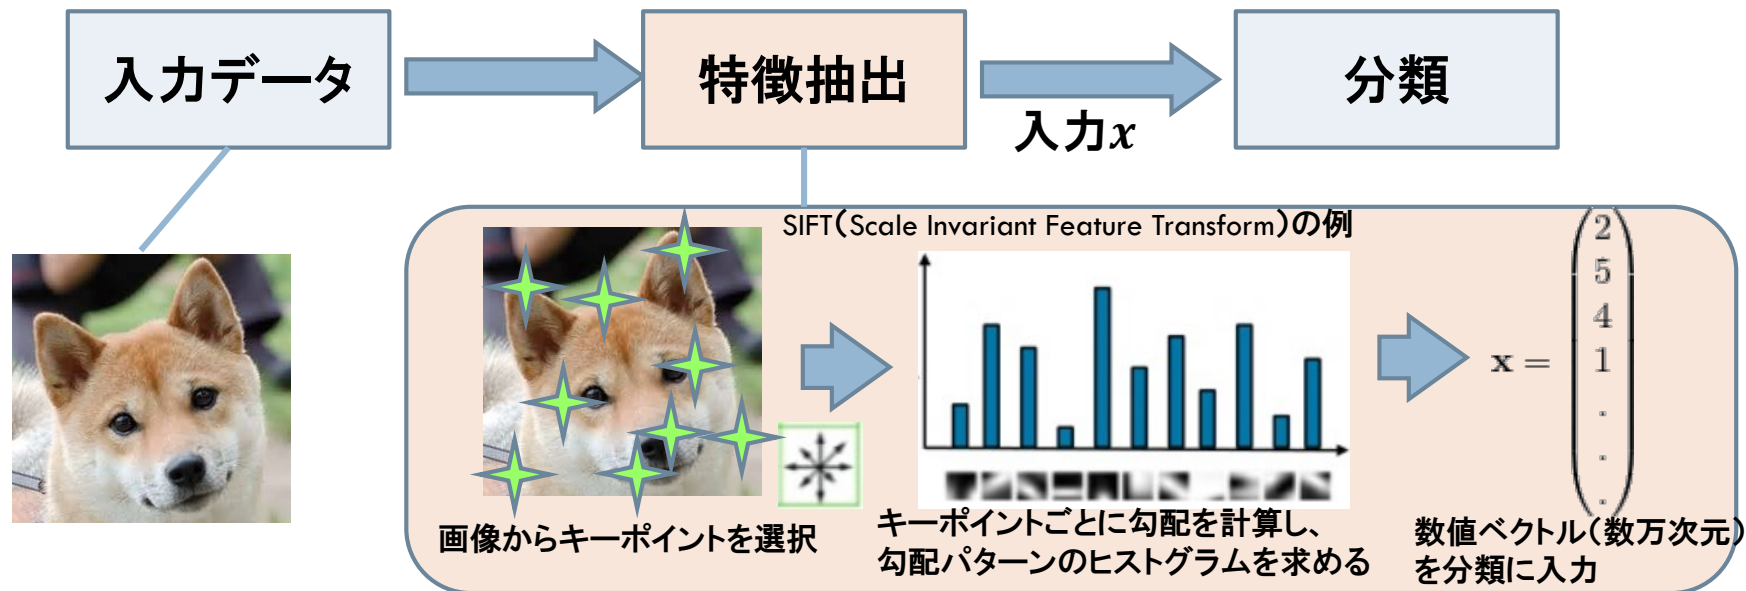 入力データ
特徴抽出
分類
入力x
SIFT(Scale Invariant Feature Transform)の例
2
5
4
1
.
.
.
x =
画像からキーポイントを選択
キーポイントごとに勾配を計算し、
勾配パターンのヒストグラムを求める
数値ベクトル(数万次元)
を分類に入力